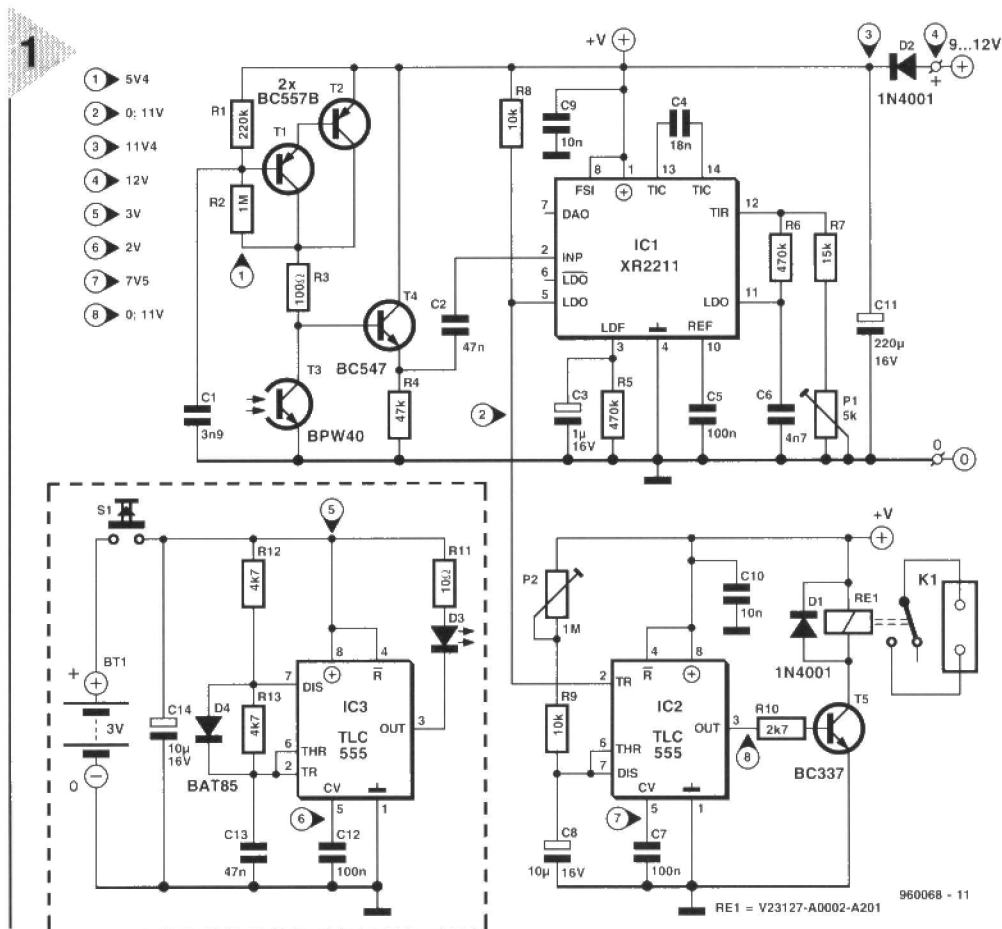 1
1 5V4
2 0; 11V
3 11V4
4 12V
5 3V
6 2V
7 7V5
8 0; 11V
+V
3
4
9...12V
D2
+
1N4001
2x
BC557B
T2
R1
220k
T1
R2
1M
1
R3
100Ω
T4
BC547
C2
47n
T3
BPW40
R4
47k
C1
3n9
R8
10k
C9
10n
C4
18n
8
1
13
14
FSI
TIC
TIC
7
DAO
2
INP
6
LDO
5
LDO
IC1
XR2211
TIR
12
LDO
11
LDF
REF
3
4
10
R6
470k
R7
15k
C11
220µ
16V
2
C3
1µ
16V
R5
470k
C5
100n
C6
4n7
P1
5k
0
0
S1
5
R12
4k7
R11
10Ω
D3
BT1
+
3V
0
C14
10µ
16V
D4
BAT85
R13
4k7
8
4
R
7
DIS
IC3
TLC
555
OUT
3
6
THR
2
TR
CV
5
1
6
C13
47n
C12
100n
+V
P2
1M
C10
10n
D1
1N4001
RE1
K1
4
8
R
2
TR
R9
10k
IC2
TLC
555
OUT
3
R10
2k7
T5
BC337
8
6
THR
7
DIS
CV
5
1
7
C8
10µ
16V
C7
100n
960068 - 11
RE1 = V23127-A0002-A201